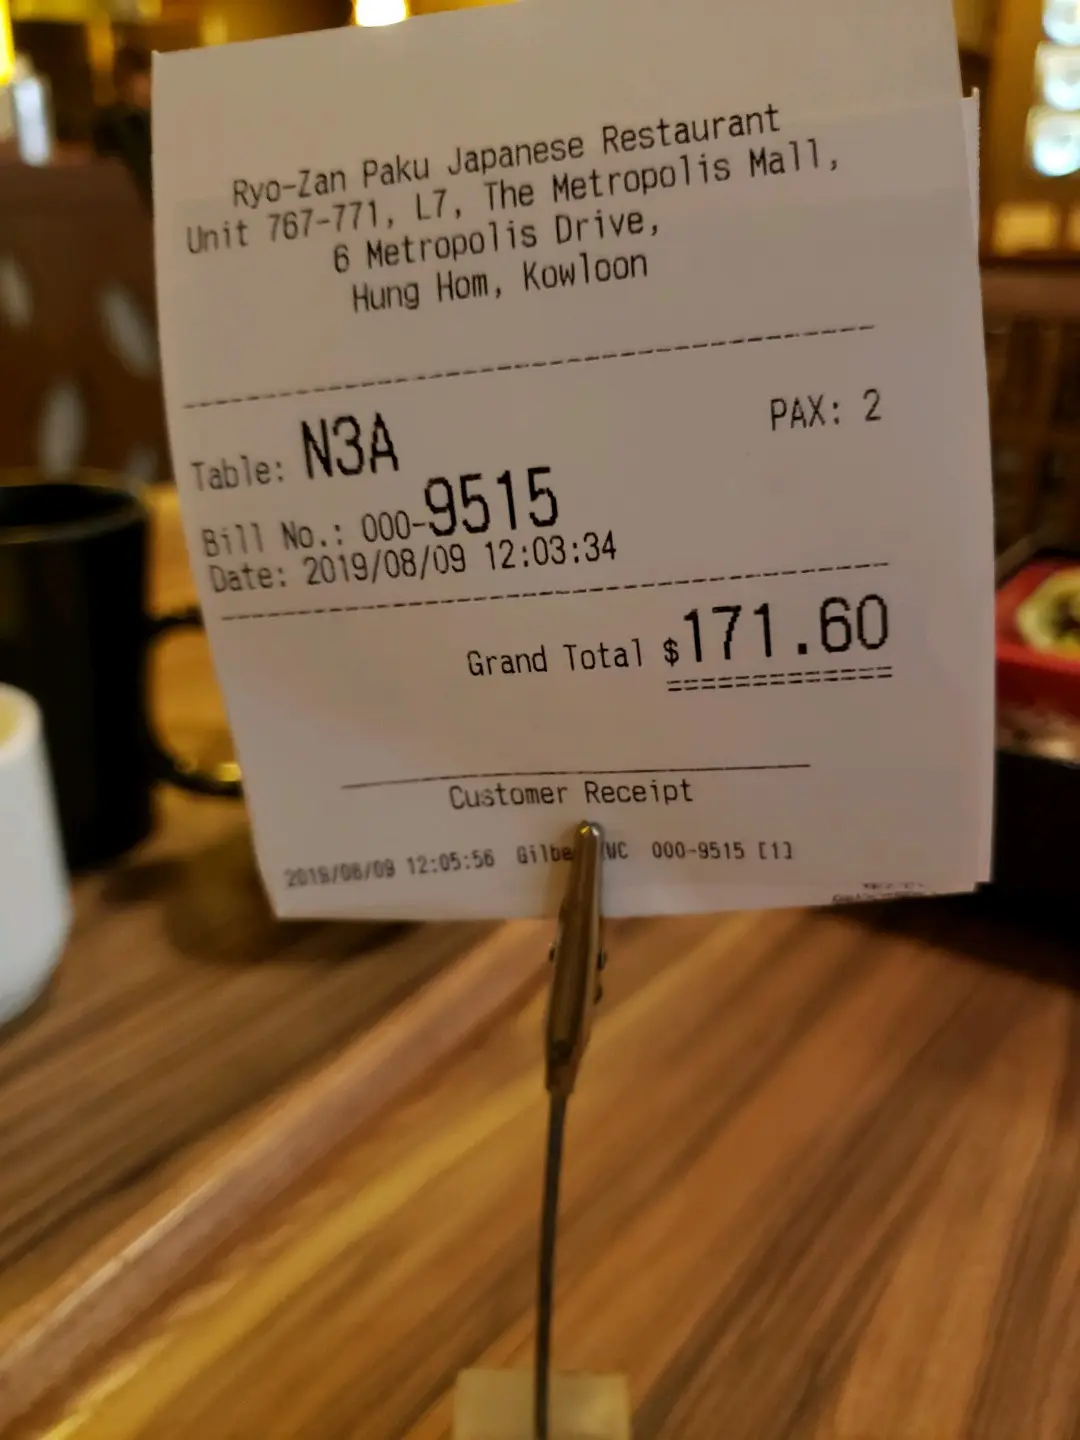 Ryo-Zan Paku Japanese Restaurant
Unit 767-771, L7, The Metropolis Mall,
6 Metropolis Drive,
Hung Hom, Kowloon
Table: N3A PAX: 2
Bill No.: 000-9515
Date: 2019/08/09 12:03:34
Grand Total $171.60
Customer Receipt
2019/08/09 12:05:56 000-9515 [1]